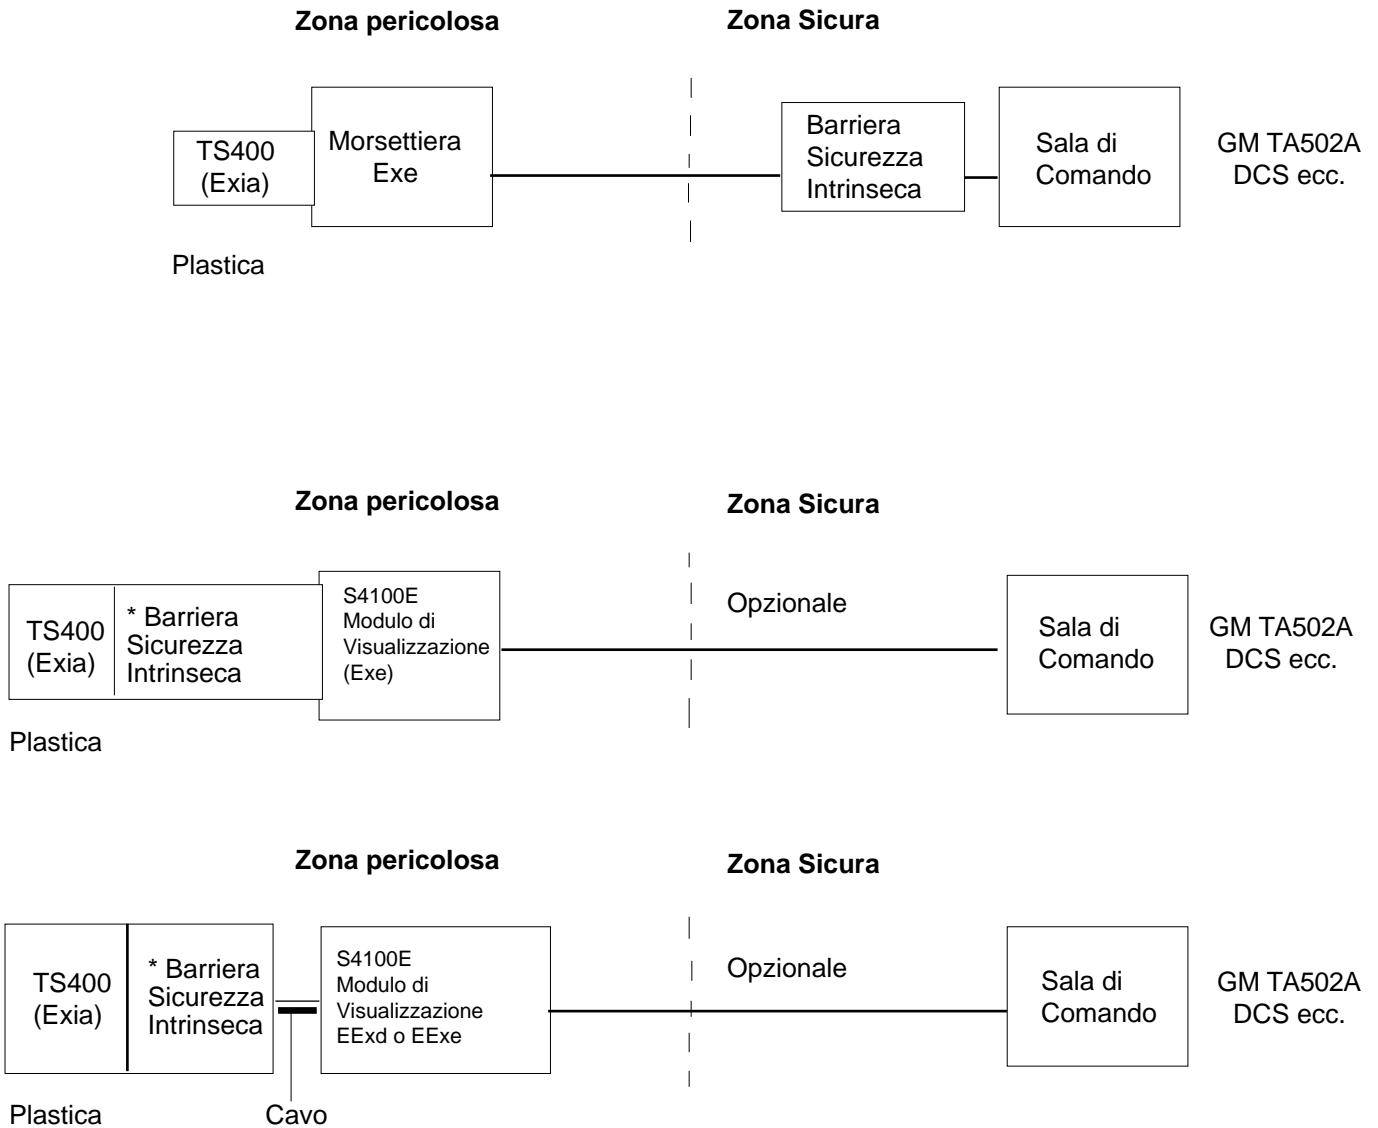 Zona pericolosa
Zona Sicura
TS400
(Exia)
Morsettiera
Exe
Barriera
Sicurezza
Intrinseca
Sala di
Comando
GM TA502A
DCS ecc.
Plastica
Zona pericolosa
Zona Sicura
TS400
(Exia)
* Barriera
Sicurezza
Intrinseca
S4100E
Modulo di
Visualizzazione
(Exe)
Opzionale
Sala di
Comando
GM TA502A
DCS ecc.
Plastica
Zona pericolosa
Zona Sicura
TS400
(Exia)
* Barriera
Sicurezza
Intrinseca
S4100E
Modulo di
Visualizzazione
EExd o EExe
Opzionale
Sala di
Comando
GM TA502A
DCS ecc.
Plastica
Cavo